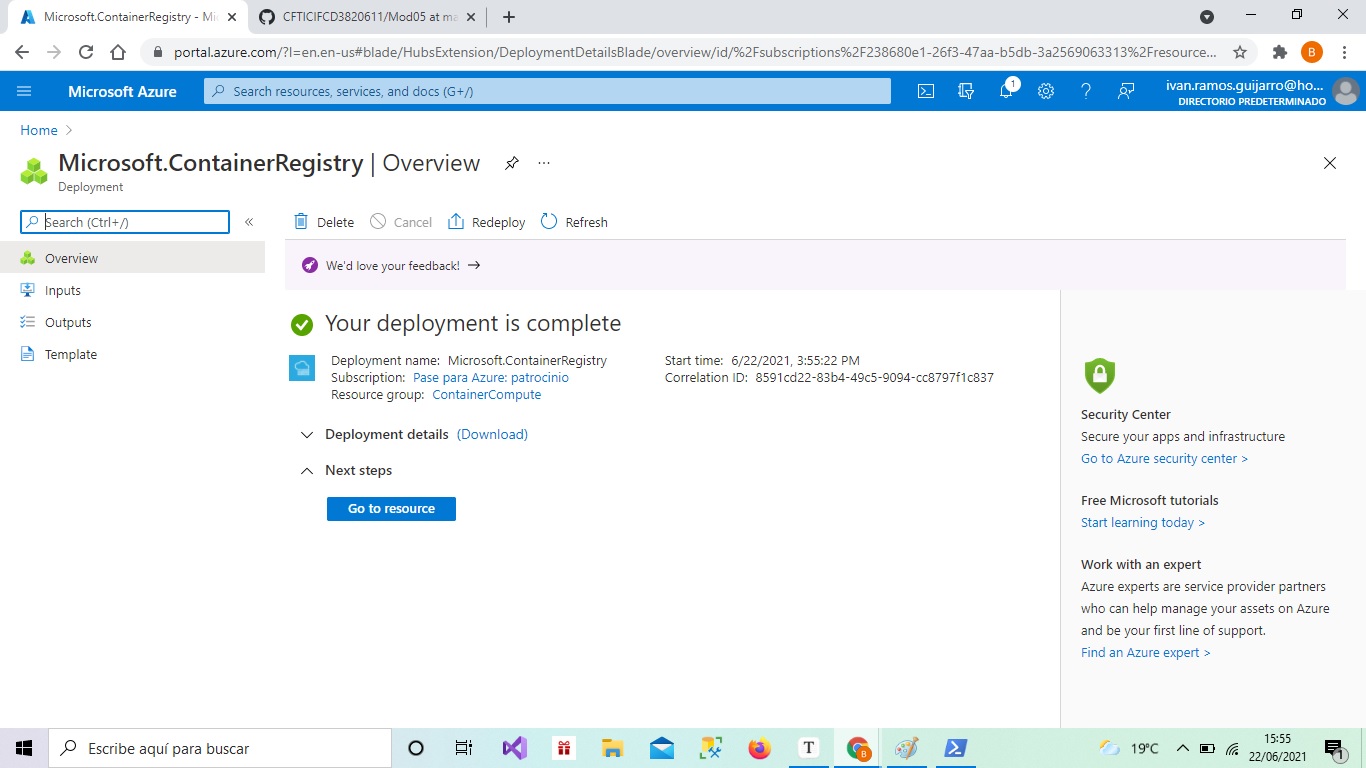 Microsoft.ContainerRegistry - Mi
CFTICIFCD3820611/Mod05 at ma
portal.azure.com/?l=en.en-us#blade/HubsExtension/DeploymentDetailsBlade/overview/id/%2Fsubscriptions%2F238680e1-26f3-47aa-b5db-3a2569063313%2Fresource...
B
Microsoft Azure
Search resources, services, and docs (G+/)
1
ivan.ramos.guijarro@ho...
DIRECTORIO PREDETERMINADO
Home
Microsoft.ContainerRegistry | Overview
Deployment
Search (Ctrl+/)
Delete
Cancel
Redeploy
Refresh
Overview
Inputs
Outputs
Template
We'd love your feedback!
Your deployment is complete
Deployment name: Microsoft.ContainerRegistry
Subscription: Pase para Azure: patrocinio
Resource group: ContainerCompute
Start time: 6/22/2021, 3:55:22 PM
Correlation ID: 8591cd22-83b4-49c5-9094-cc8797f1c837
Deployment details (Download)
Next steps
Go to resource
Security Center
Secure your apps and infrastructure
Go to Azure security center >
Free Microsoft tutorials
Start learning today >
Work with an expert
Azure experts are service provider partners
who can help manage your assets on Azure
and be your first line of support.
Find an Azure expert >
Escribe aquí para buscar
T
B
19°C
15:55
22/06/2021
1